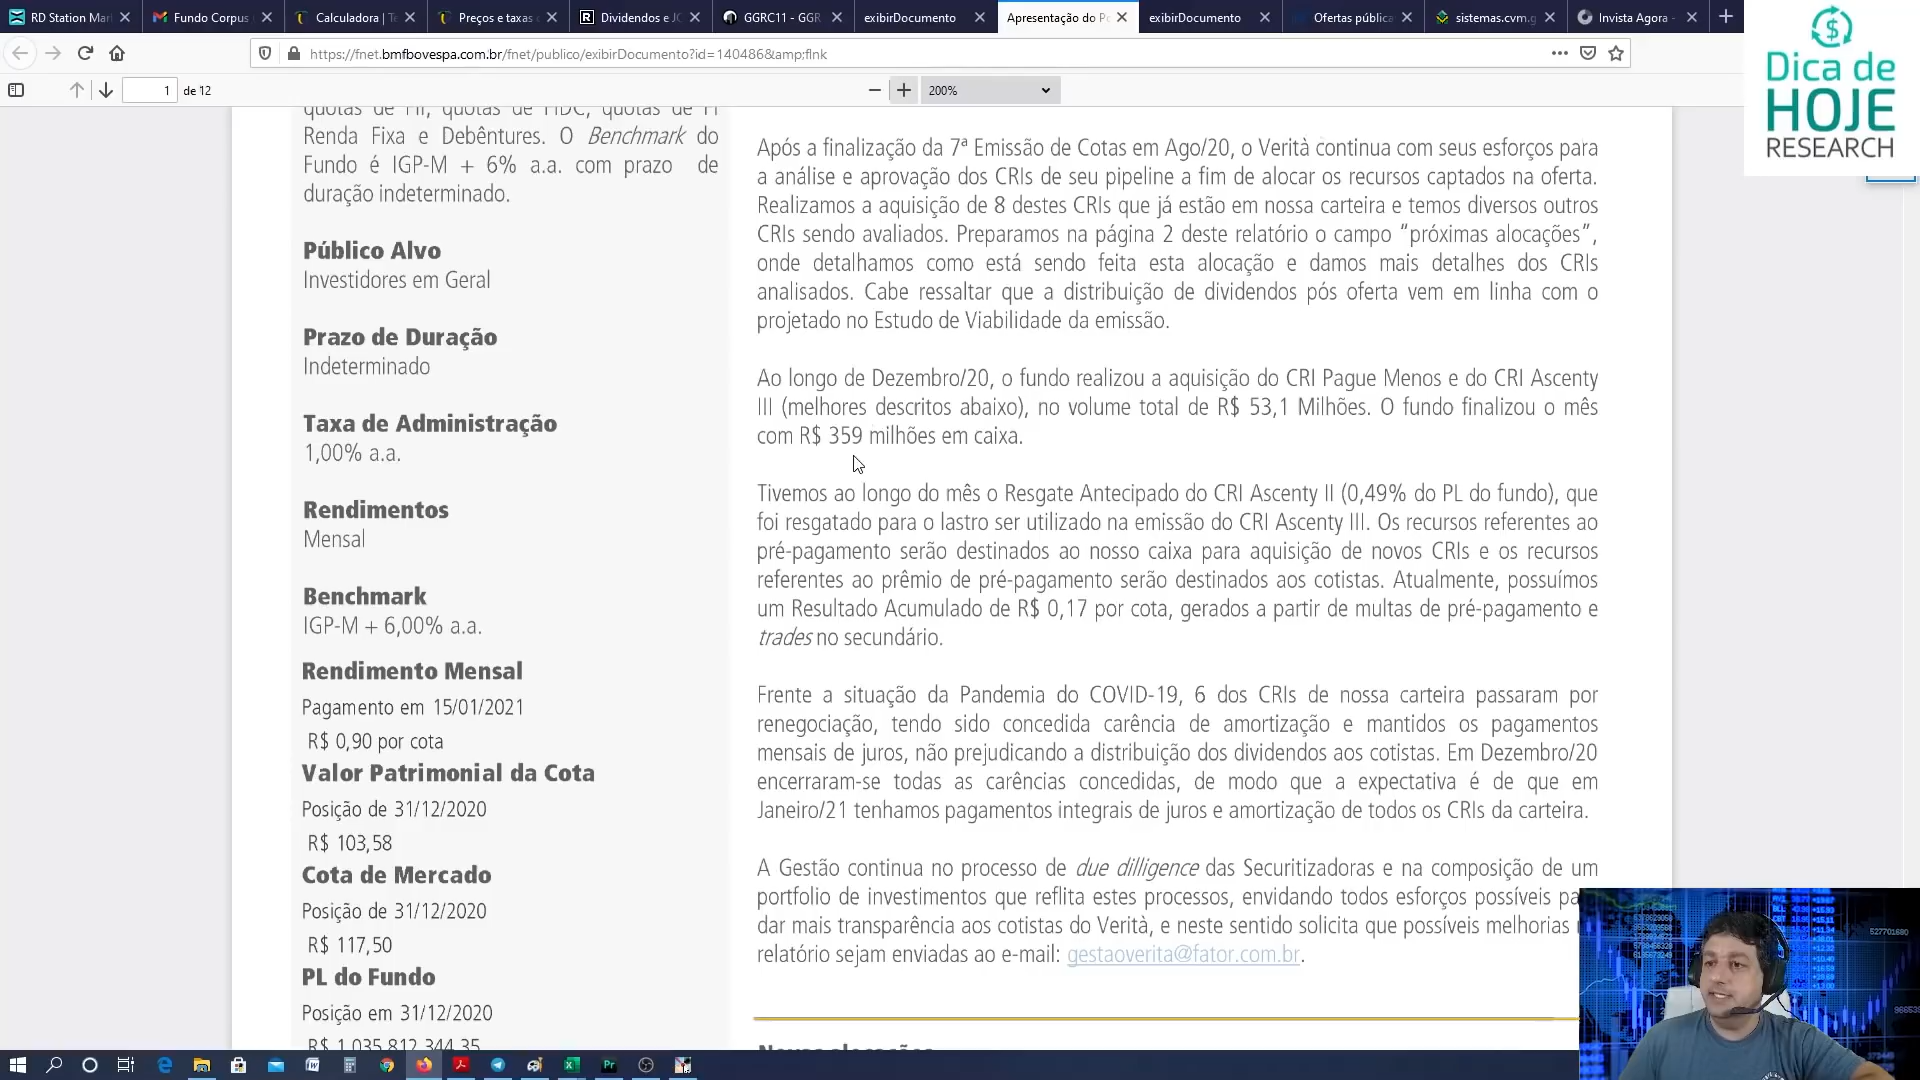 RD Station Mar
Fundo Corpus
Calculadora | Te
Preços e taxas
Dividendos e JC
GGRC11 - GGR
exibirDocumento
Apresentação do Po
exibirDocumento
Ofertas pública
sistemas.cvm.g
Invista Agora -
https://fnet.bmfbovespa.com.br/fnet/publico/exibirDocumento?id=140486&amp;flnk
1 de 12
200%
Dica de
HOJE
RESEARCH
quotas de FII, quotas de FIDC, quotas de FI
Renda Fixa e Debêntures. O Benchmark do
Fundo é IGP-M + 6% a.a. com prazo de
duração indeterminado.
Público Alvo
Investidores em Geral
Prazo de Duração
Indeterminado
Taxa de Administração
1,00% a.a.
Rendimentos
Mensal
Benchmark
IGP-M + 6,00% a.a.
Rendimento Mensal
Pagamento em 15/01/2021
R$ 0,90 por cota
Valor Patrimonial da Cota
Posição de 31/12/2020
R$ 103,58
Cota de Mercado
Posição de 31/12/2020
R$ 117,50
PL do Fundo
Posição em 31/12/2020
R$ 1.035.812.344,35
Após a finalização da 7ª Emissão de Cotas em Ago/20, o Verità continua com seus esforços para
a análise e aprovação dos CRIs de seu pipeline a fim de alocar os recursos captados na oferta.
Realizamos a aquisição de 8 destes CRIs que já estão em nossa carteira e temos diversos outros
CRIs sendo avaliados. Preparamos na página 2 deste relatório o campo “próximas alocações”,
onde detalhamos como está sendo feita esta alocação e damos mais detalhes dos CRIs
analisados. Cabe ressaltar que a distribuição de dividendos pós oferta vem em linha com o
projetado no Estudo de Viabilidade da emissão.
Ao longo de Dezembro/20, o fundo realizou a aquisição do CRI Pague Menos e do CRI Ascenty
III (melhores descritos abaixo), no volume total de R$ 53,1 Milhões. O fundo finalizou o mês
com R$ 359 milhões em caixa.
Tivemos ao longo do mês o Resgate Antecipado do CRI Ascenty II (0,49% do PL do fundo), que
foi resgatado para o lastro ser utilizado na emissão do CRI Ascenty III. Os recursos referentes ao
pré-pagamento serão destinados ao nosso caixa para aquisição de novos CRIs e os recursos
referentes ao prêmio de pré-pagamento serão destinados aos cotistas. Atualmente, possuímos
um Resultado Acumulado de R$ 0,17 por cota, gerados a partir de multas de pré-pagamento e
trades no secundário.
Frente a situação da Pandemia do COVID-19, 6 dos CRIs de nossa carteira passaram por
renegociação, tendo sido concedida carência de amortização e mantidos os pagamentos
mensais de juros, não prejudicando a distribuição dos dividendos aos cotistas. Em Dezembro/20
encerraram-se todas as carências concedidas, de modo que a expectativa é de que em
Janeiro/21 tenhamos pagamentos integrais de juros e amortização de todos os CRIs da carteira.
A Gestão continua no processo de due dilligence das Securitizadoras e na composição de um
portfolio de investimentos que reflita estes processos, envidando todos esforços possíveis pa
dar mais transparência aos cotistas do Verità, e neste sentido solicita que possíveis melhorias
relatório sejam enviadas ao e-mail: gestaoverita@fator.com.br.
Novas alocações